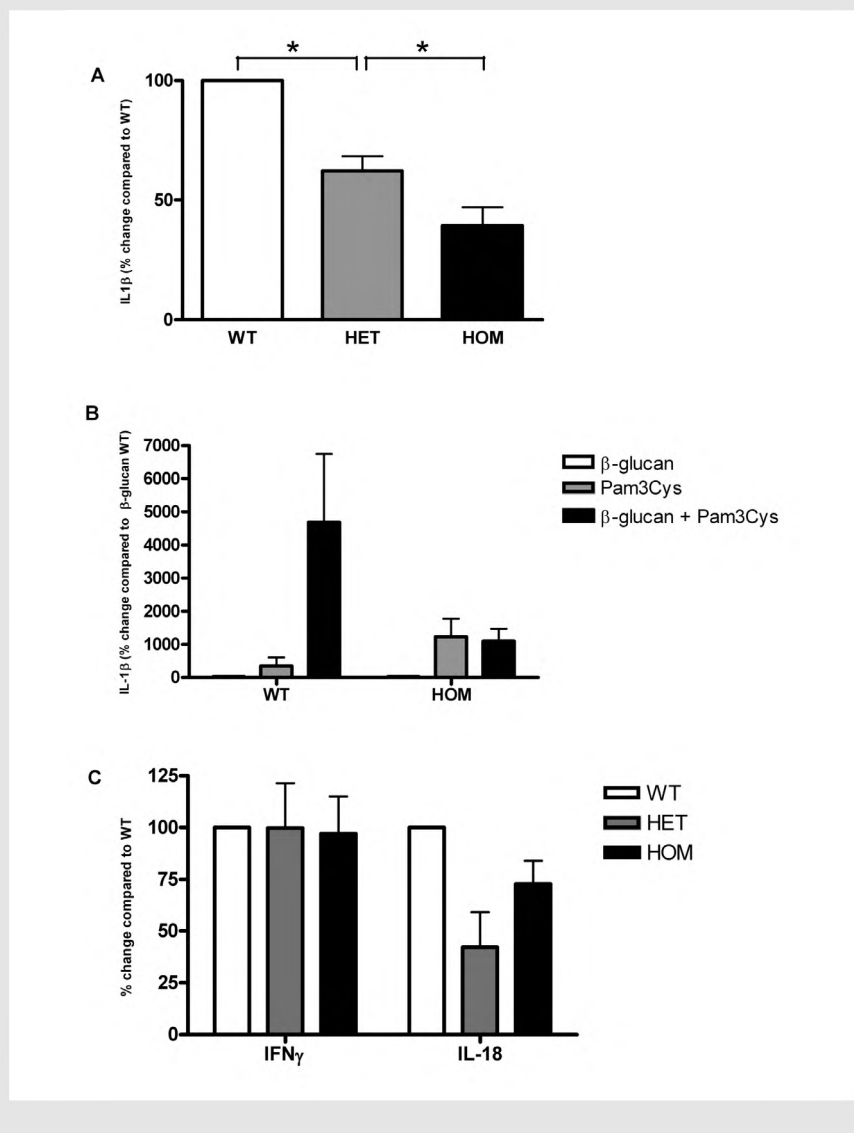 * *
A
IL1β (% change compared to WT)
100
50
0
WT HET HOM
B
IL-1β (% change compared to β-glucan WT)
7000
6000
5000
4000
3000
2000
1000
0
WT HOM
β-glucan
Pam3Cys
β-glucan + Pam3Cys
C
% change compared to WT
125
100
75
50
25
0
IFNγ IL-18
WT
HET
HOM